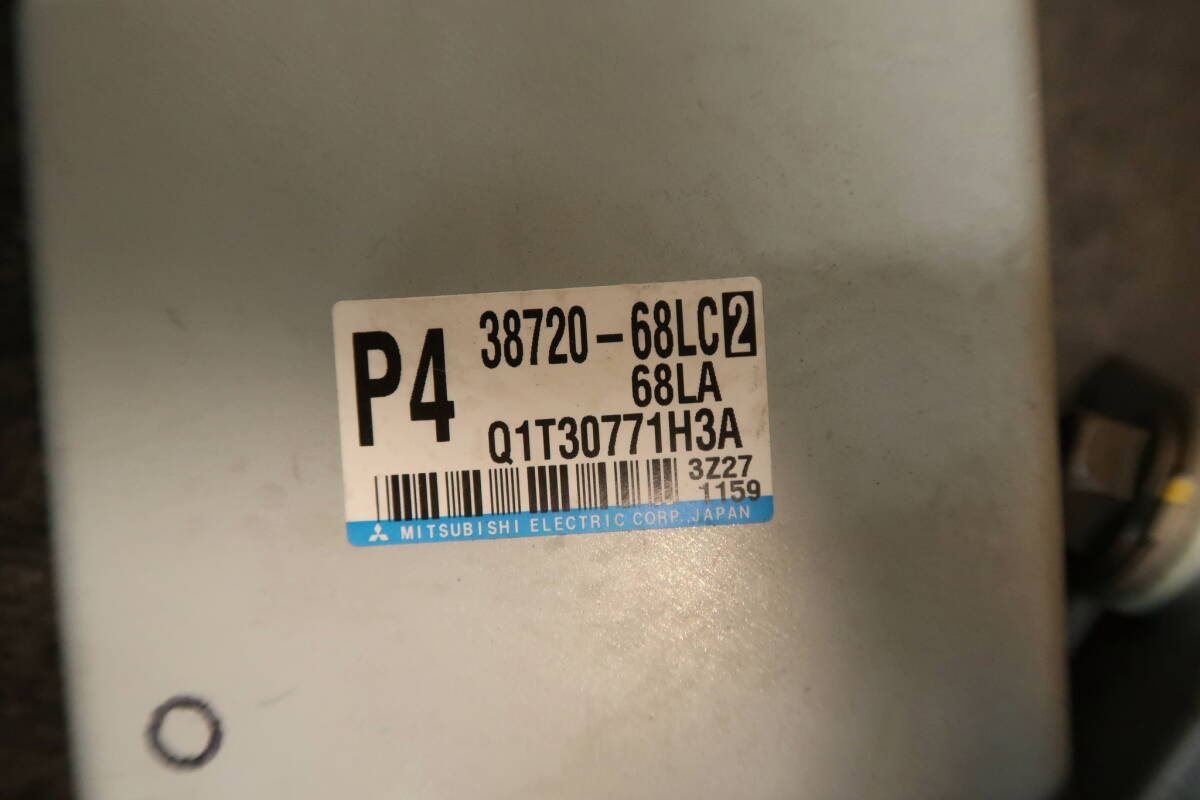 P4
38720-68LC2
68LA
Q1T30771H3A
3Z27
1159
MITSUBISHI ELECTRIC CORP.,JAPAN